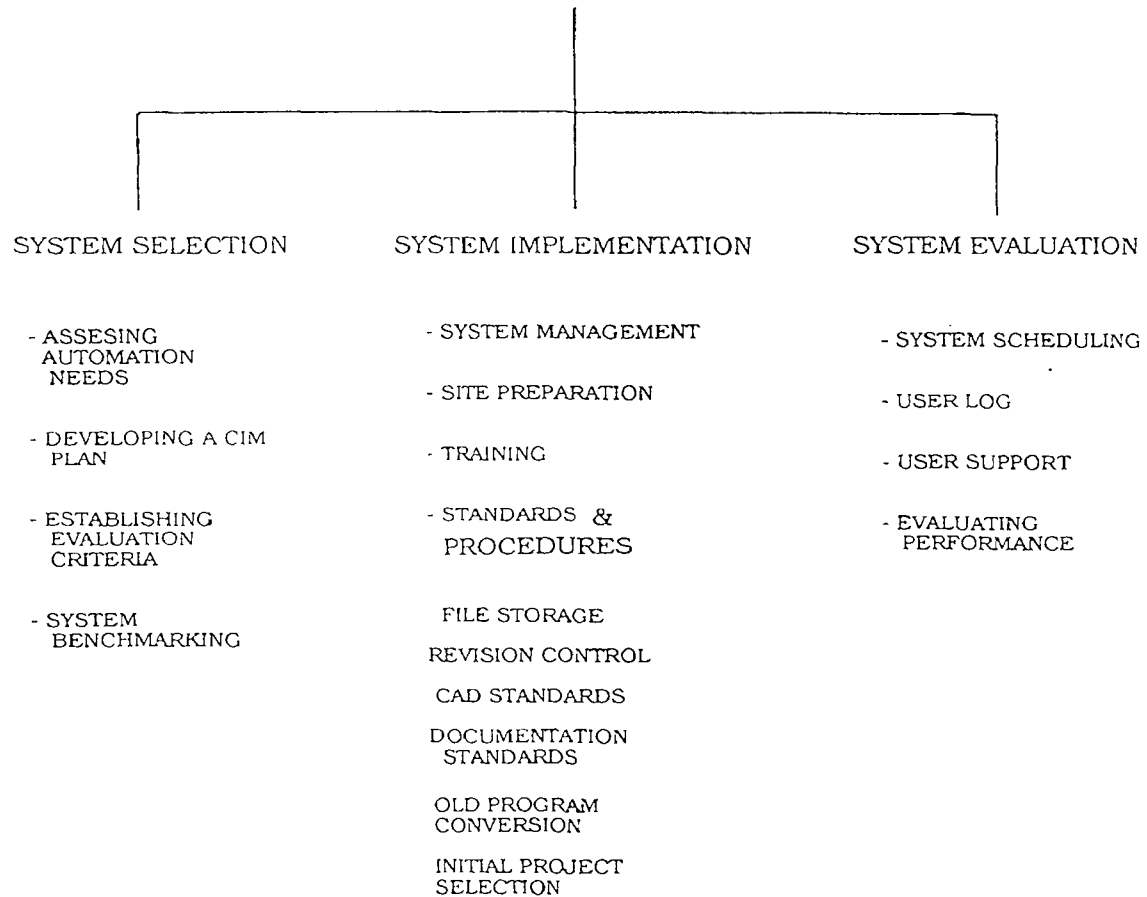 SYSTEM SELECTION
- ASSESING
AUTOMATION
NEEDS
- DEVELOPING A CIM
PLAN
- ESTABLISHING
EVALUATION
CRITERIA
- SYSTEM
BENCHMARKING
SYSTEM IMPLEMENTATION
- SYSTEM MANAGEMENT
- SITE PREPARATION
- TRAINING
- STANDARDS &
PROCEDURES
FILE STORAGE
REVISION CONTROL
CAD STANDARDS
DOCUMENTATION
STANDARDS
OLD PROGRAM
CONVERSION
INITIAL PROJECT
SELECTION
SYSTEM EVALUATION
- SYSTEM SCHEDULING
- USER LOG
- USER SUPPORT
- EVALUATING
PERFORMANCE